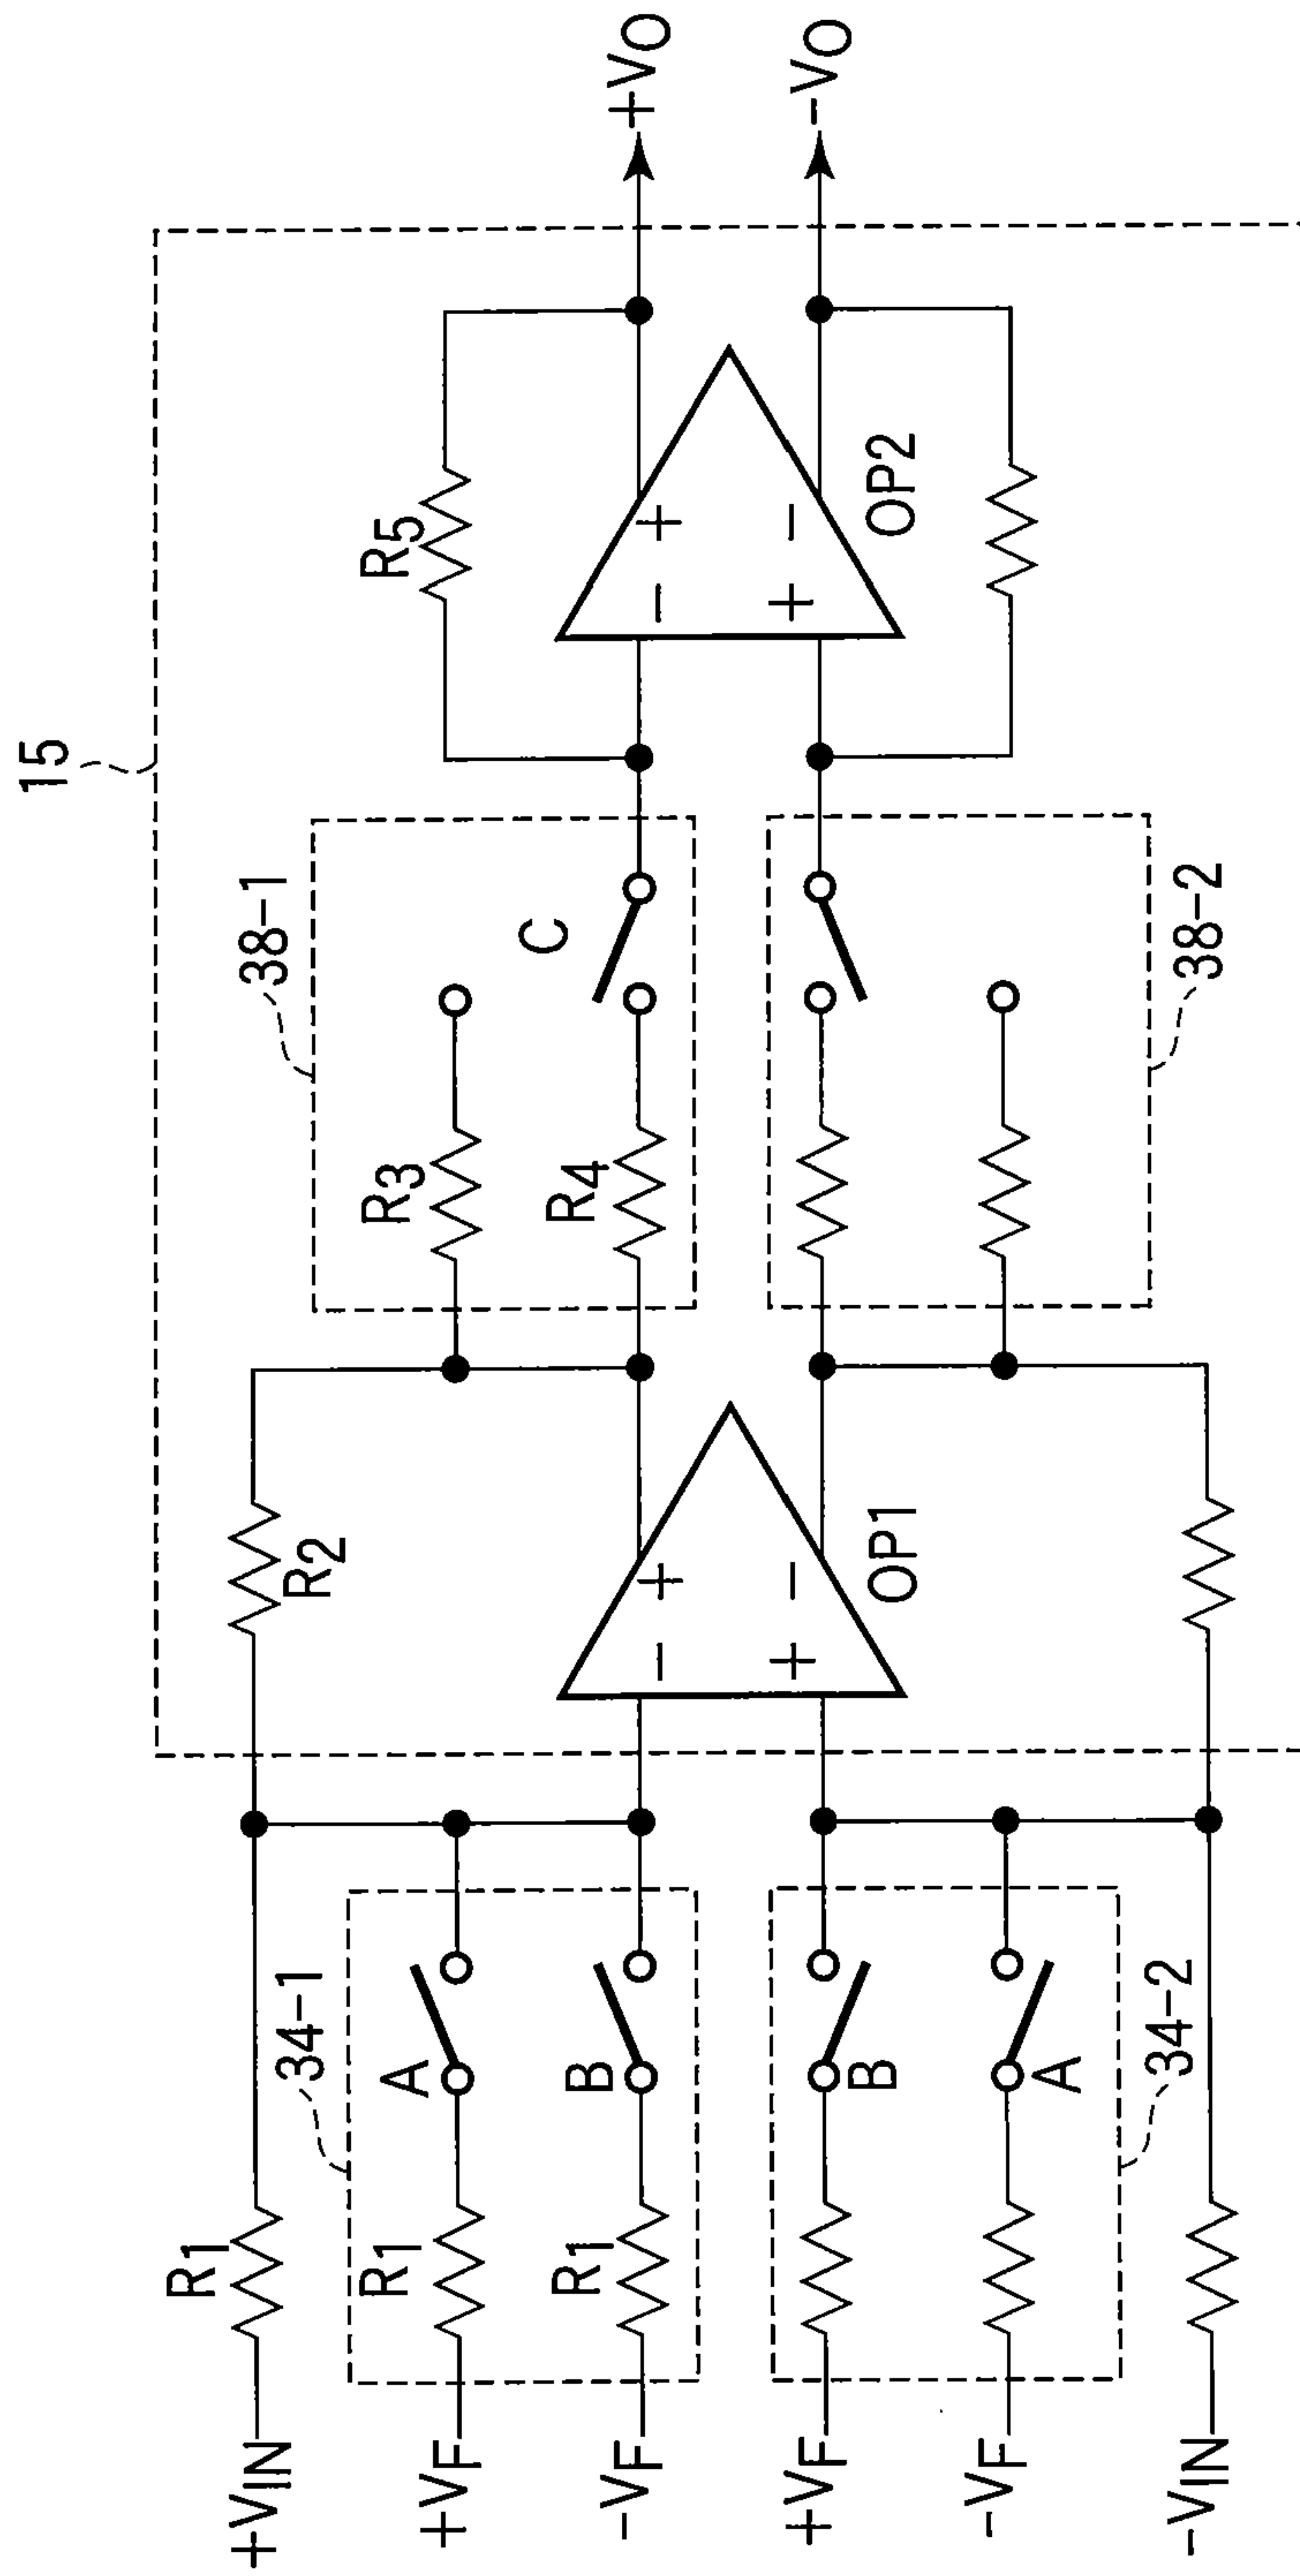 15
38-1
R5
+VO
R2
R3
C
R1
34-1
R4
A
R1
+VIN
+VF
B
R1
-VF
OP1
- +
+ -
OP2
- +
+ -
-VO
B
+VF
A
-VF
34-2
38-2
-VIN